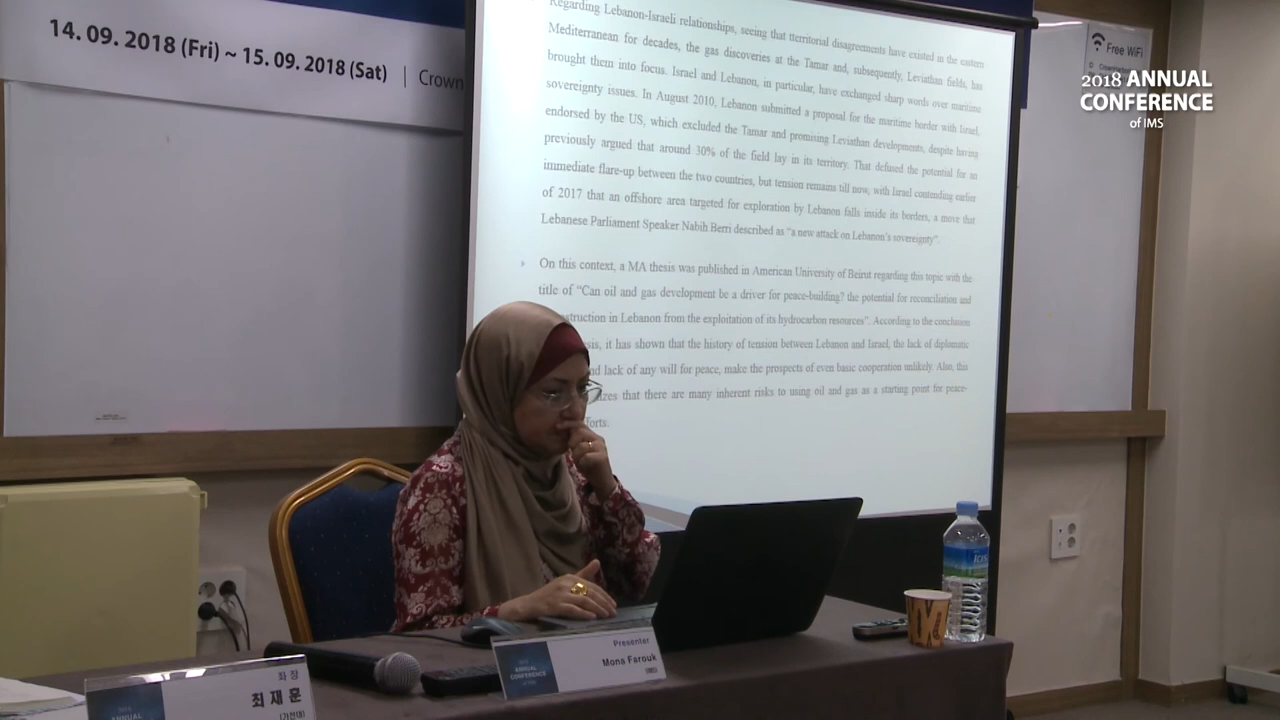 14. 09. 2018 (Fri) ~ 15. 09. 2018 (Sat) | Crown
Free WiFi
2018 ANNUAL
CONFERENCE
of IMS
Regarding Lebanon-Israeli relationships, seeing that tterritorial disagreements have existed in the eastern
Mediterranean for decades, the gas discoveries at the Tamar and, subsequently, Leviathan fields, has
brought them into focus. Israel and Lebanon, in particular, have exchanged sharp words over maritime
sovereignty issues. In August 2010, Lebanon submitted a proposal for the maritime border with Israel,
endorsed by the US, which excluded the Tamar and promising Leviathan developments, despite having
previously argued that around 30% of the field lay in its territory. That defused the potential for an
immediate flare-up between the two countries, but tension remains till now, with Israel contending earlier
of 2017 that an offshore area targeted for exploration by Lebanon falls inside its borders, a move that
Lebanese Parliament Speaker Nabih Berri described as “a new attack on Lebanon's sovereignty”.
On this context, a MA thesis was published in American University of Beirut regarding this topic with the
title of “Can oil and gas development be a driver for peace-building? the potential for reconciliation and
struction in Lebanon from the exploitation of its hydrocarbon resources”. According to the conclusion
sis, it has shown that the history of tension between Lebanon and Israel, the lack of diplomatic
nd lack of any will for peace, make the prospects of even basic cooperation unlikely. Also, this
izes that there are many inherent risks to using oil and gas as a starting point for peace-
forts.
Presenter
Mona Farouk
ANNUAL
CONFERENCE
좌장
최재훈
ANNUAL